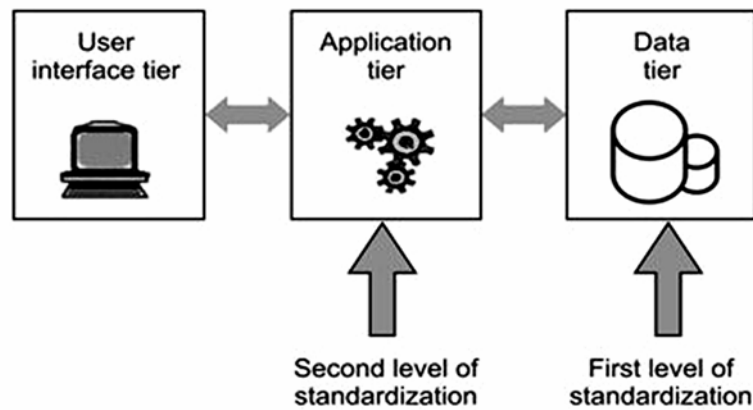 User
interface tier
Application
tier
Data
tier
Second level of
standardization
First level of
standardization